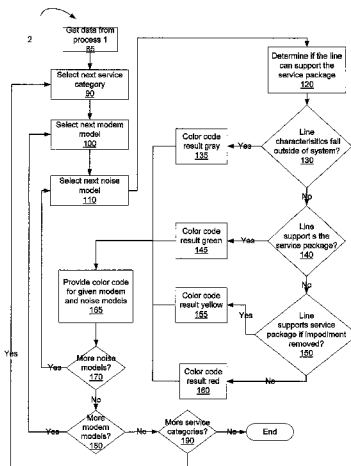 2
Get data from
process 1
85
Select next service
category
90
Select next modem
model
100
Select next noise
model
110
Determine if the line
can support the
service package
120
Line
characterisitics fall
outside of system?
130
Yes
Color code
result gray
135
No
Line
support s the
service package?
140
Yes
Color code
result green
145
No
Line
supports service
package if impediment
removed?
150
Yes
Color code
result yellow
155
No
Color code
result red
160
Provide color code
for given modem
and noise models
165
More noise
models?
170
Yes
No
More
modem
models?
180
Yes
No
More service
categories?
190
No
End
Yes